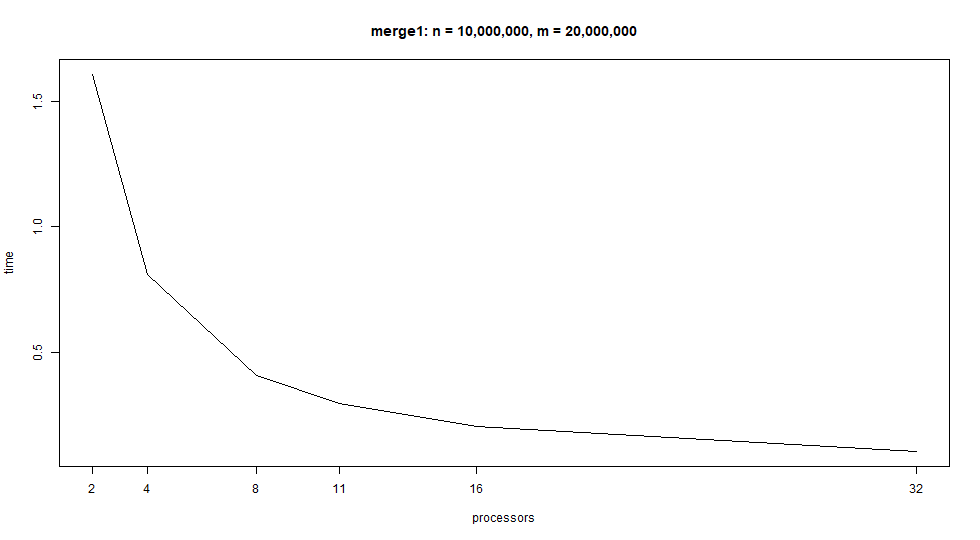 merge1: n = 10,000,000, m = 20,000,000
time
1.5
1.0
0.5
2 4 8 11 16 32
processors